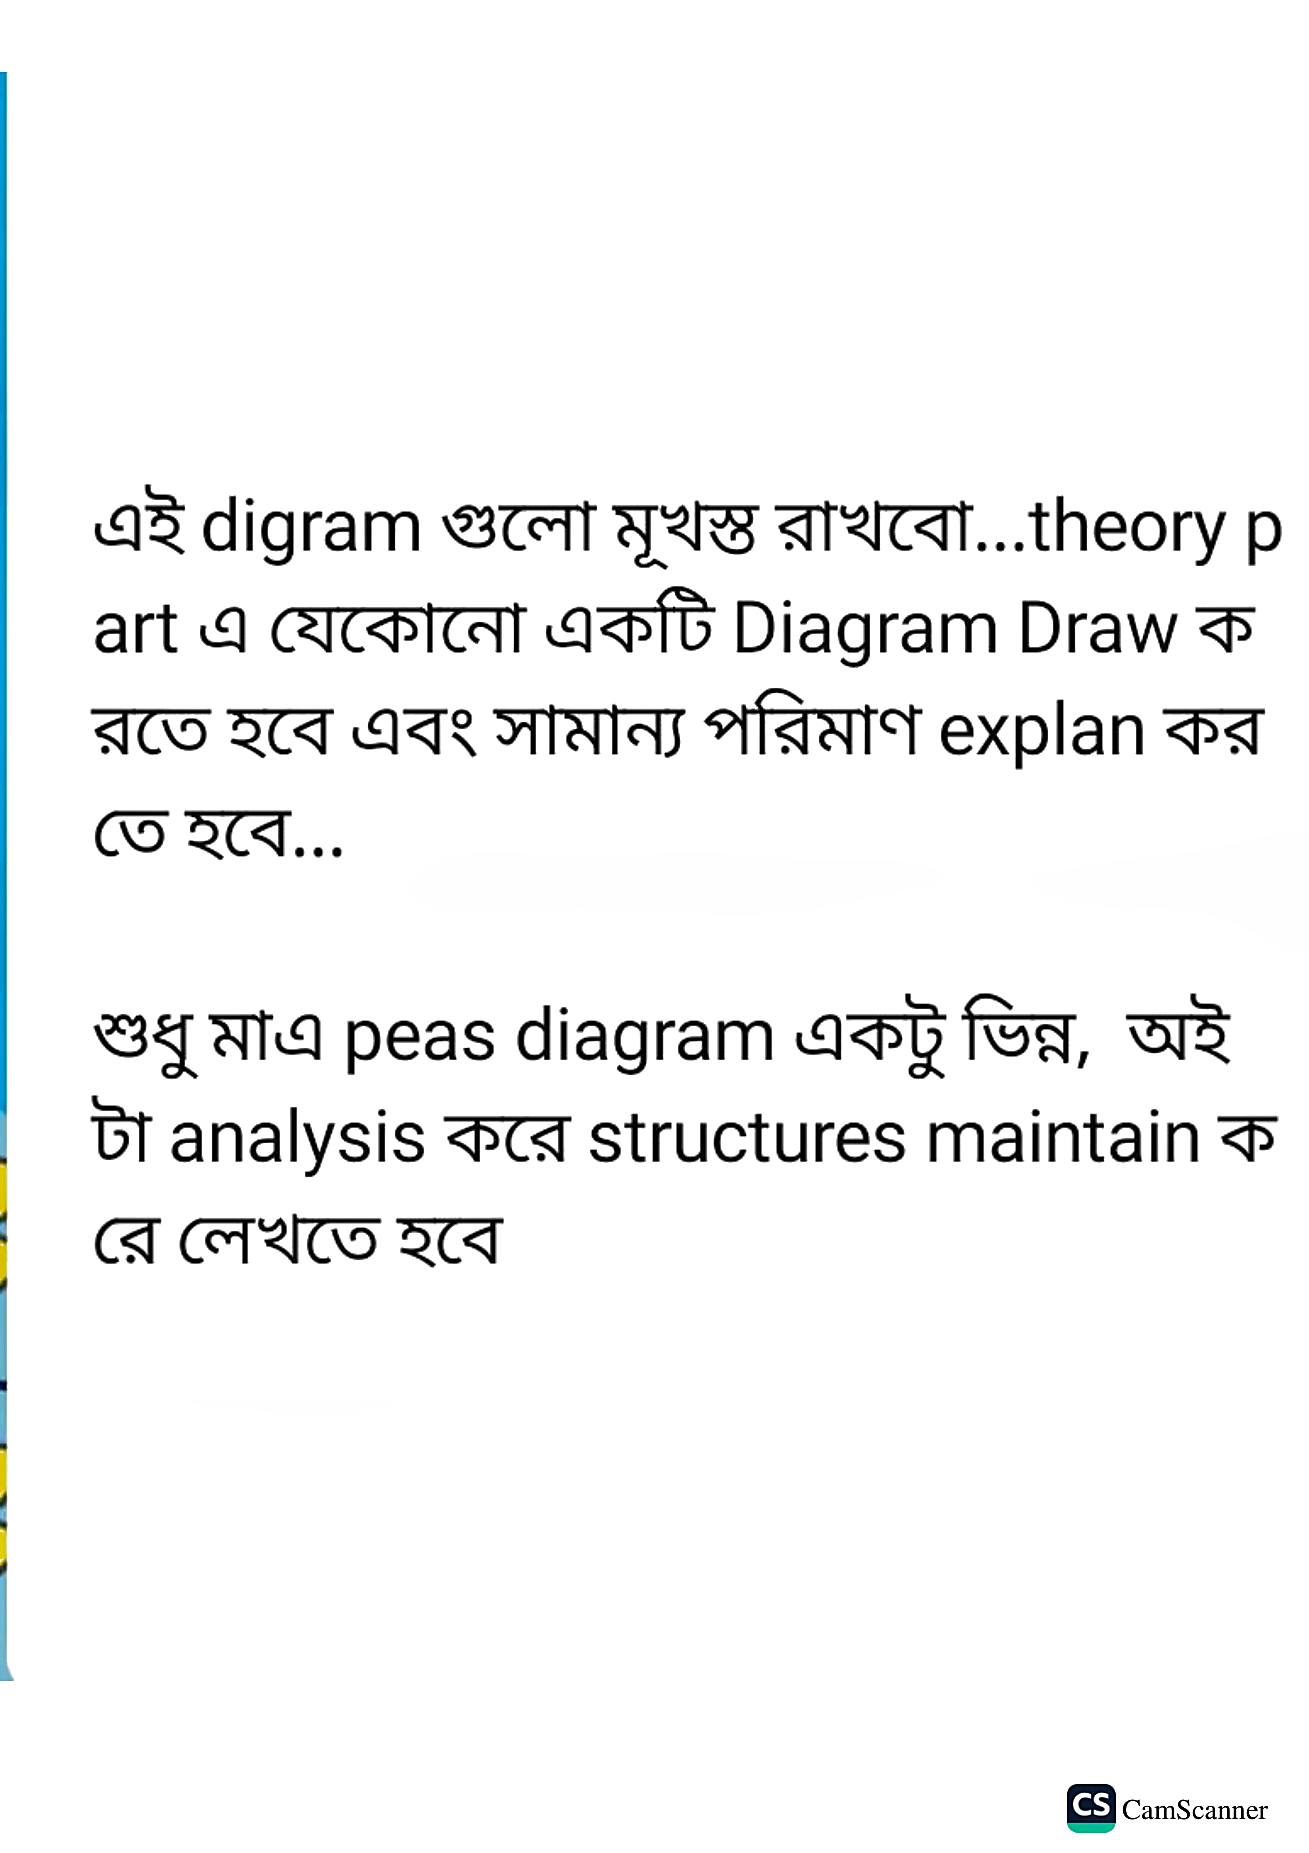 এই digram গুলো মূখস্ত রাখবো...theory p
art এ যেকোনো একটি Diagram Draw ক
রতে হবে এবং সামান্য পরিমাণ explan কর
তে হবে...
শুধু মাএ peas diagram একটু ভিন্ন,  অই
টা analysis করে structures maintain ক
রে লেখতে হবে
CS CamScanner